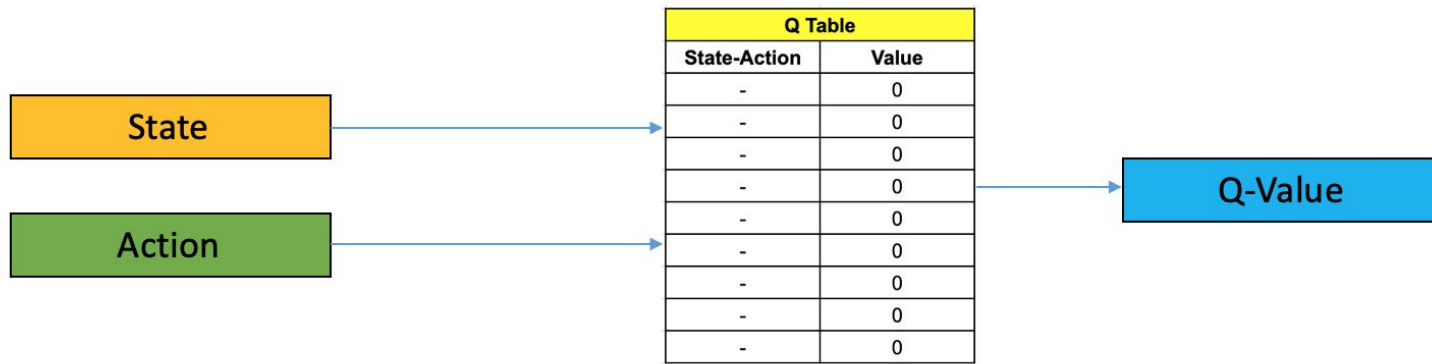 Q Table
State-Action Value
- 0
- 0
- 0
- 0
- 0
- 0
- 0
- 0
- 0
State
Action
Q-Value